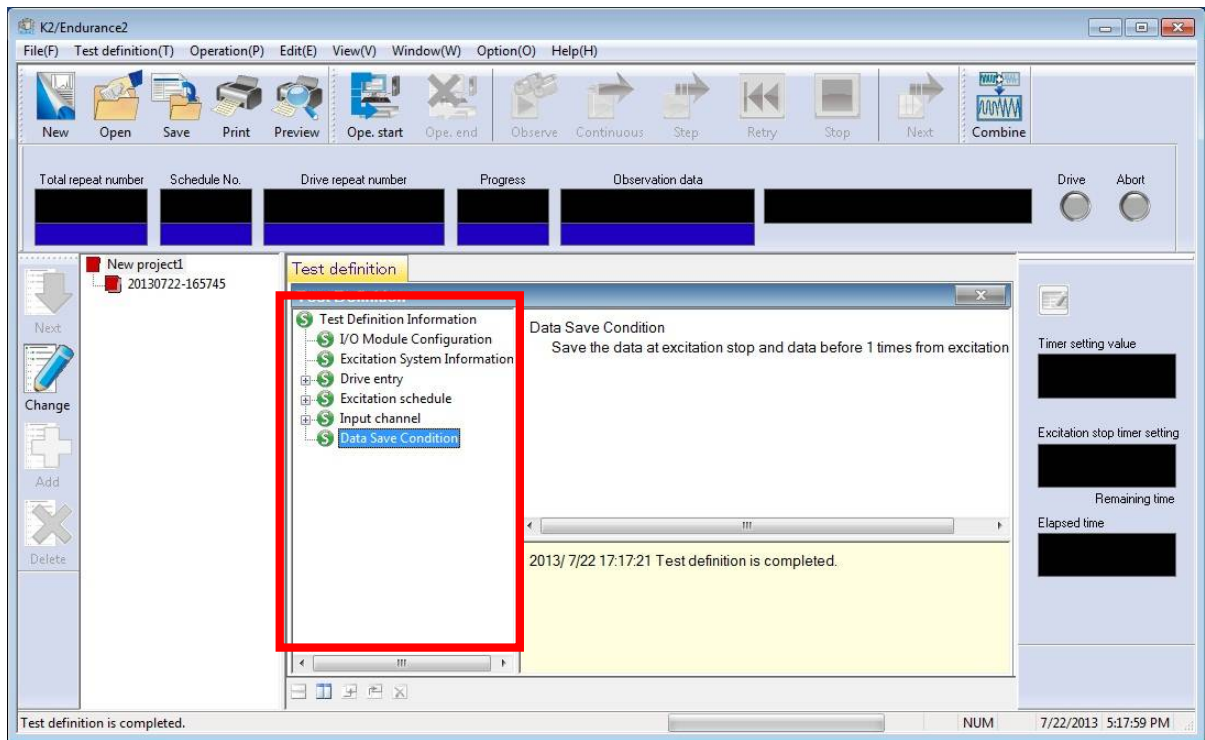 K2/Endurance2
File(F) Test definition(T) Operation(P) Edit(E) View(V) Window(W) Option(O) Help(H)
New Open Save Print Preview Ope. start Ope. end Observe Continuous Step Retry Stop Next Combine
Total repeat number Schedule No. Drive repeat number Progress Observation data Drive Abort
New project1
20130722-165745
Next
Change
Add
Delete
Test definition
Test Definition Information
I/O Module Configuration
Excitation System Information
Drive entry
Excitation schedule
Input channel
Data Save Condition
Data Save Condition
Save the data at excitation stop and data before 1 times from excitation
2013/ 7/22 17:17:21 Test definition is completed.
Timer setting value
Excitation stop timer setting
Remaining time
Elapsed time
Test definition is completed. NUM 7/22/2013 5:17:59 PM